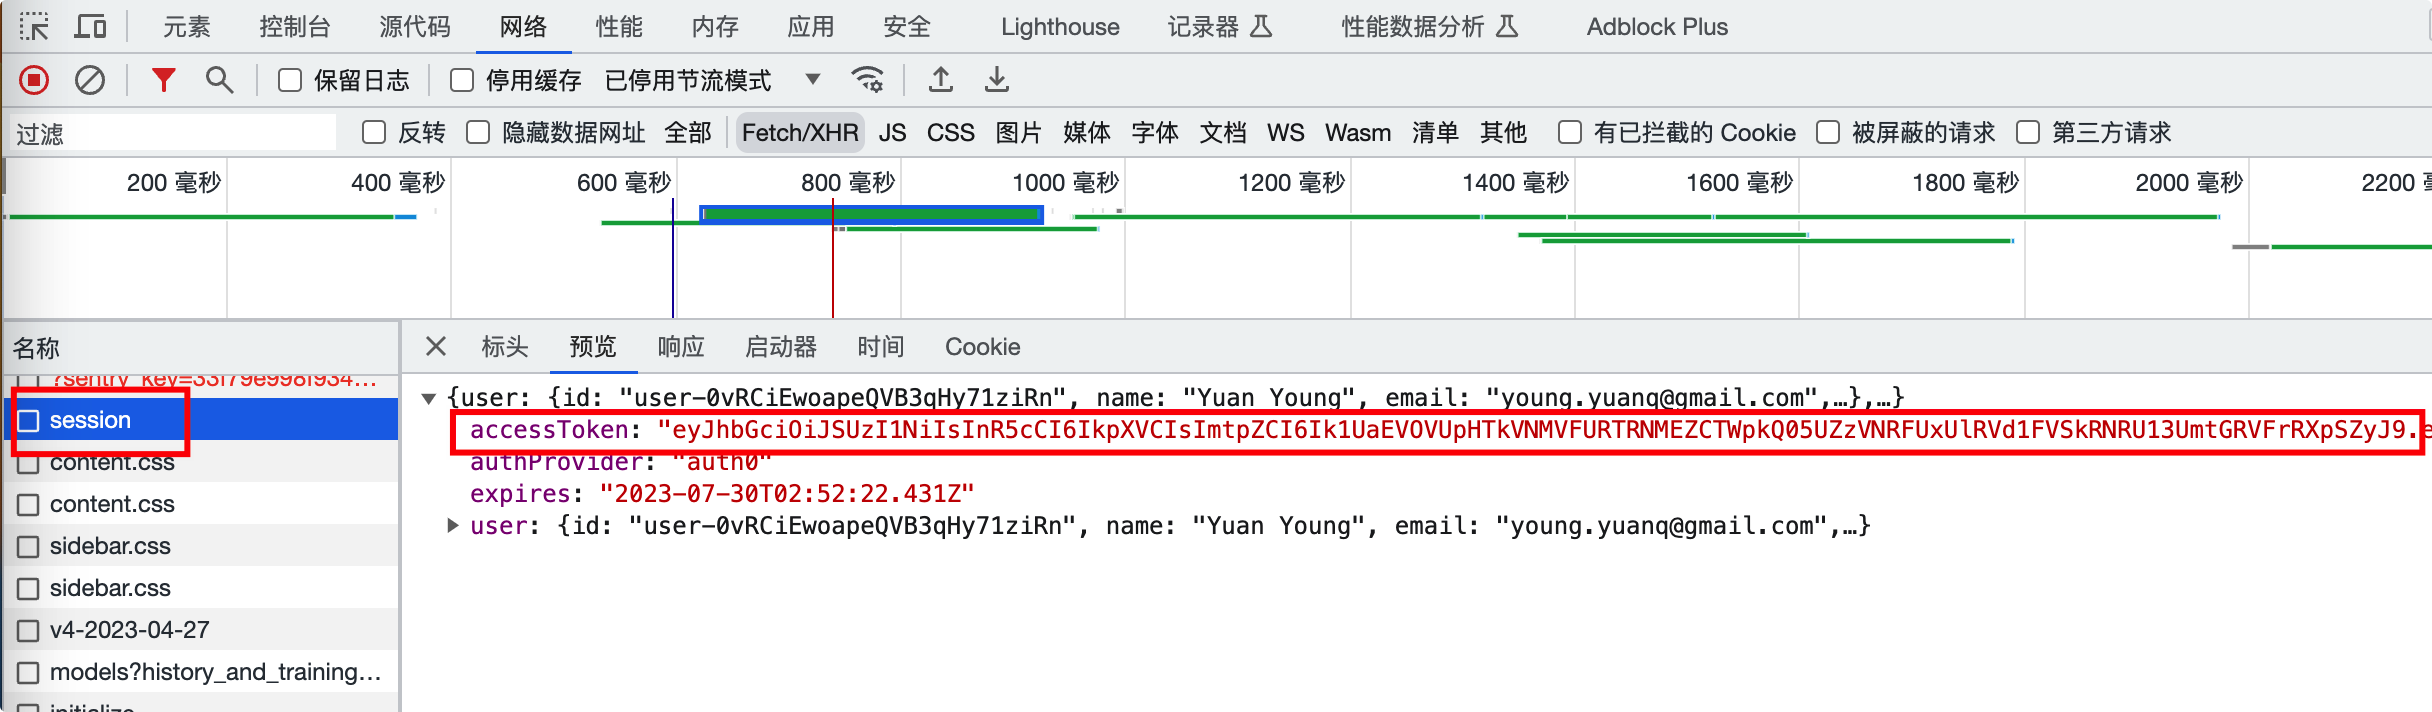 元素 控制台 源代码 网络 性能 内存 应用 安全 Lighthouse 记录器 性能数据分析 Adblock Plus
保留日志 停用缓存 已停用节流模式
过滤 反转 隐藏数据网址 全部 Fetch/XHR JS CSS 图片 媒体 字体 文档 WS Wasm 清单 其他 有已拦截的 Cookie 被屏蔽的请求 第三方请求
200 毫秒 400 毫秒 600 毫秒 800 毫秒 1000 毫秒 1200 毫秒 1400 毫秒 1600 毫秒 1800 毫秒 2000 毫秒 2200
名称
?sentry_key=33f79e998f934...
session
content.css
content.css
sidebar.css
sidebar.css
v4-2023-04-27
models?history_and_training...
initialize
标头 预览 响应 启动器 时间 Cookie
{user: {id: "user-0vRCiEwoapeQVB3qHy71ziRn", name: "Yuan Young", email: "young.yuanq@gmail.com",…},…}
accessToken: "eyJhbGciOiJSUzI1NiIsInR5cCI6IkpXVCIsImtpZCI6Ik1UaEVOVUpHTkVNMVFURTRNMEZCTWpkQ05UZzVNRFUxUlRVd1FVSkRNRU13UmtGRVFrRXpSZyJ9.e
authProvider: "auth0"
expires: "2023-07-30T02:52:22.431Z"
user: {id: "user-0vRCiEwoapeQVB3qHy71ziRn", name: "Yuan Young", email: "young.yuanq@gmail.com",…}